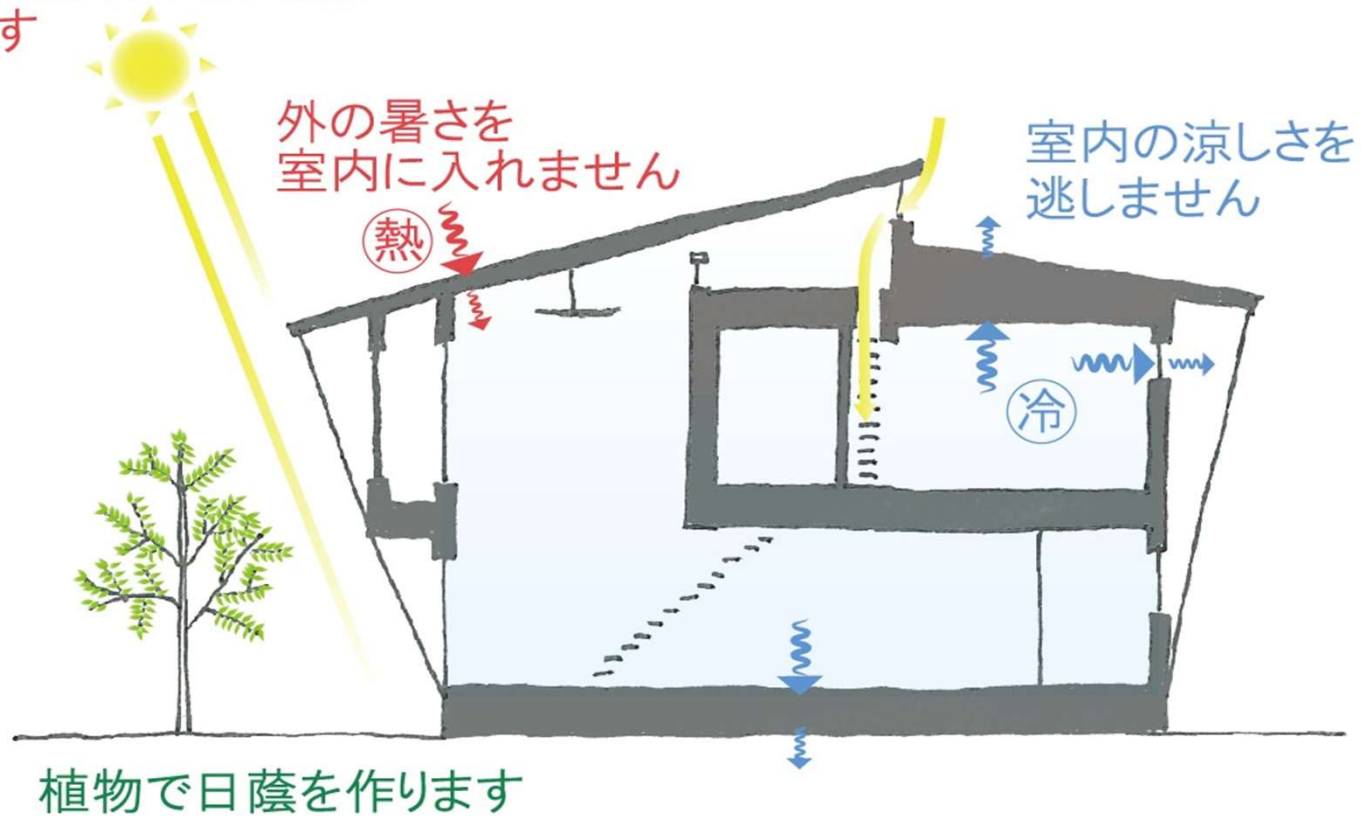 す
外の暑さを
室内に入れません
熱
室内の涼しさを
逃しません
冷
植物で日蔭を作ります